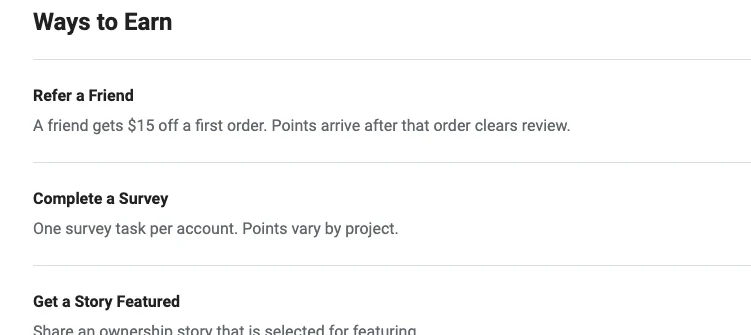 Ways to Earn
Refer a Friend
A friend gets $15 off a first order. Points arrive after that order clears review.
Complete a Survey
One survey task per account. Points vary by project.
Get a Story Featured
Share an ownership story that is selected for featuring